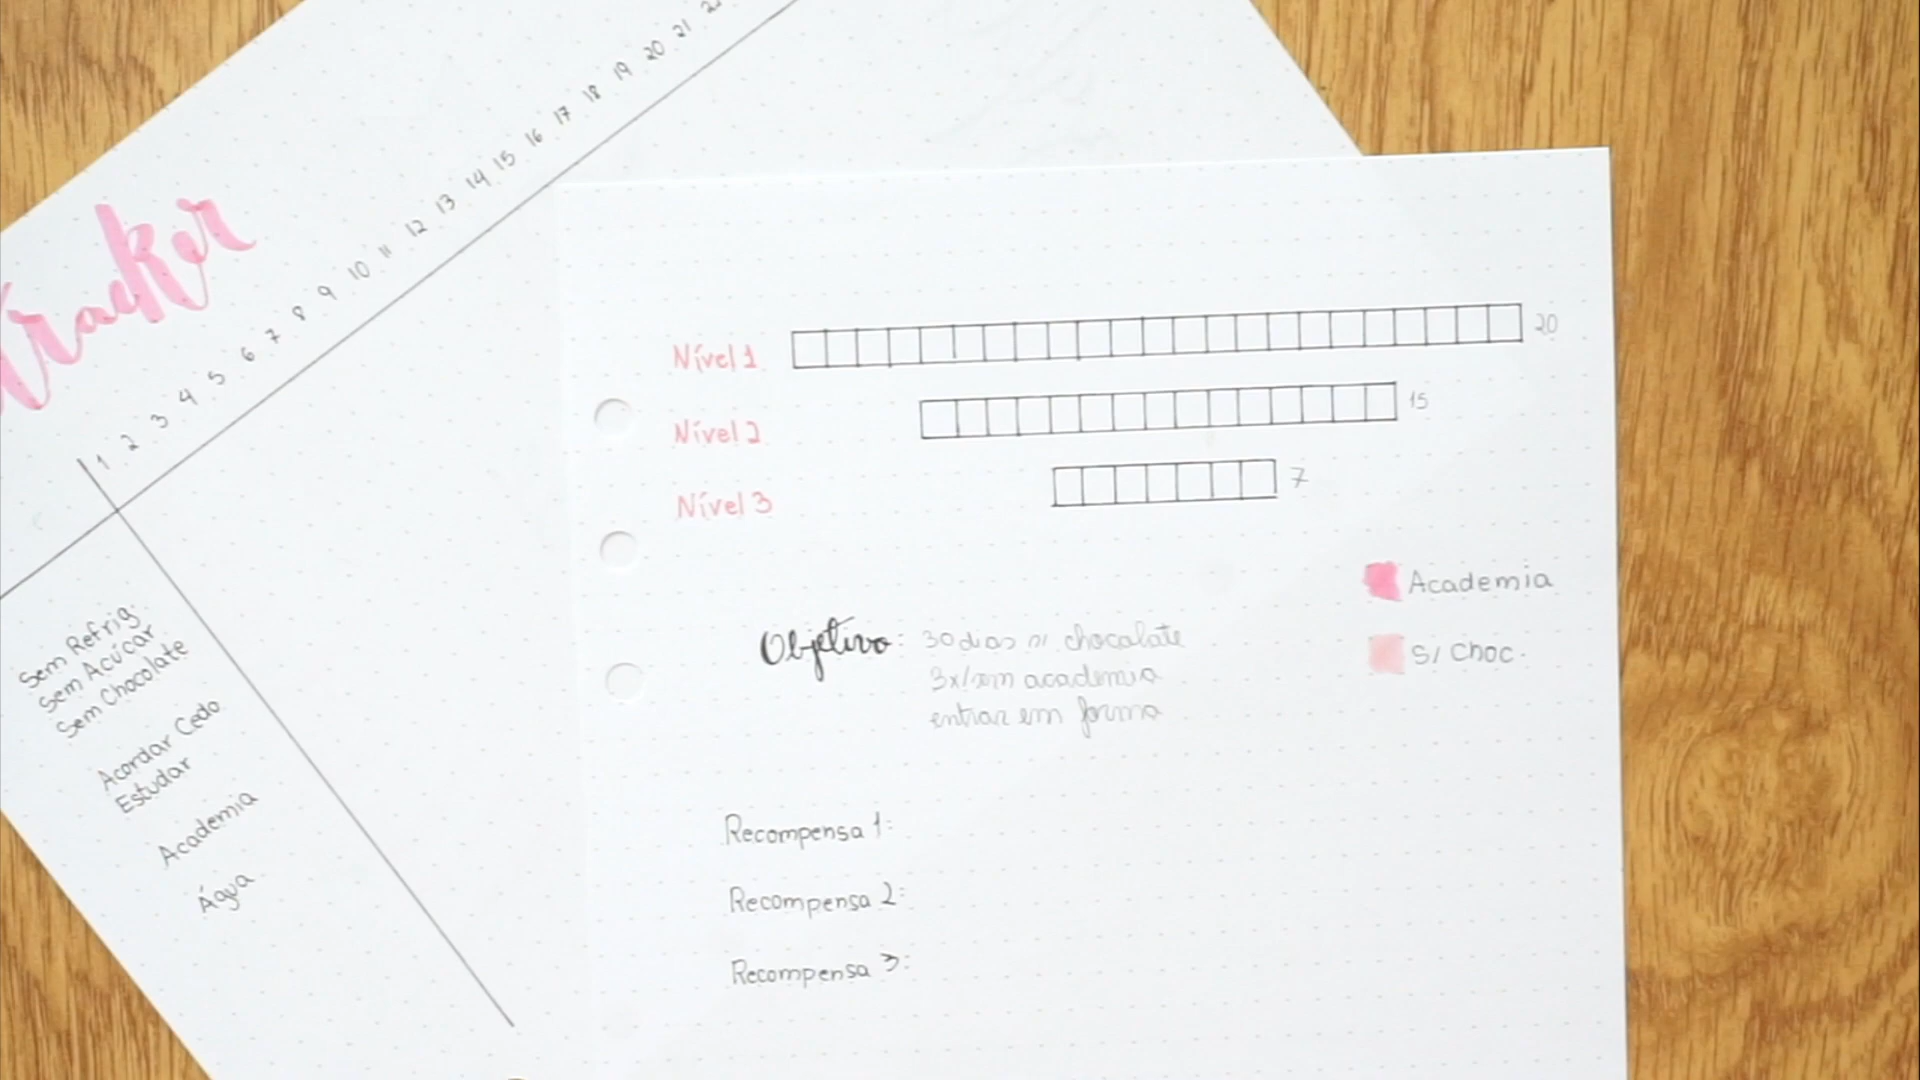 tracker
1 2 3 4 5 6 7 8 9 10 11 12 13 14 15 16 17 18 19 20 21
Sem Refrig.
Sem Açúcar
Sem Chocolate
Acordar Cedo
Estudar
Academia
Água
Nível 1 20
Nível 2 15
Nível 3 7
Academia
S/ Choc.
Objetivo: 30 dias s/ chocolate
3x/sem academia
entrar em forma
Recompensa 1:
Recompensa 2:
Recompensa 3: